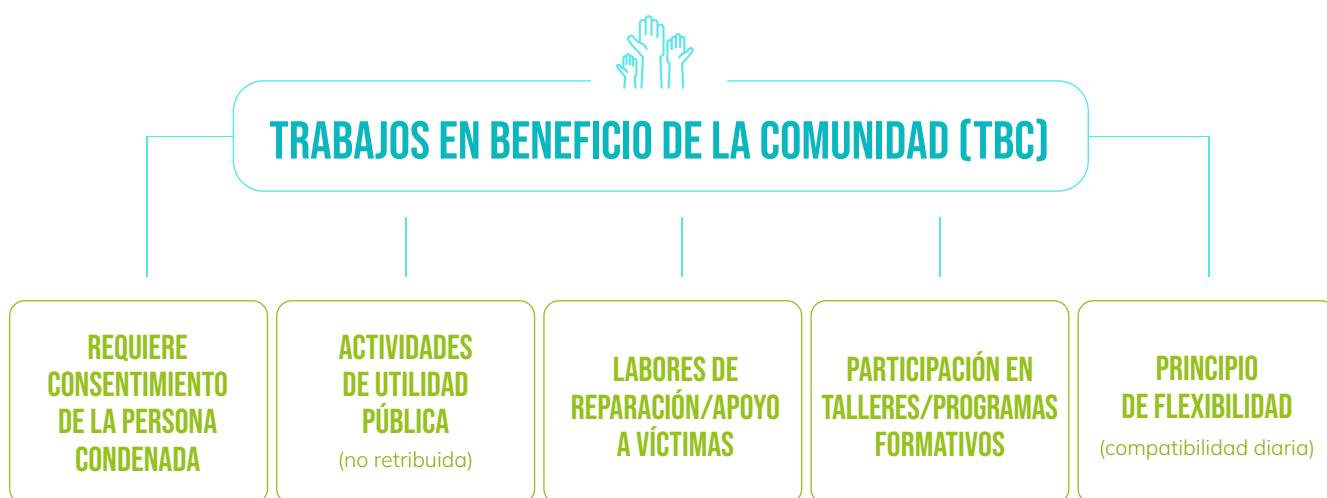 TRABAJOS EN BENEFICIO DE LA COMUNIDAD (TBC)
REQUIERE
CONSENTIMIENTO
DE LA PERSONA
CONDENADA
ACTIVIDADES
DE UTILIDAD
PÚBLICA
(no retribuida)
LABORES DE
REPARACIÓN/APOYO
A VÍCTIMAS
PARTICIPACIÓN EN
TALLERES/PROGRAMAS
FORMATIVOS
PRINCIPIO
DE FLEXIBILIDAD
(compatibilidad diaria)